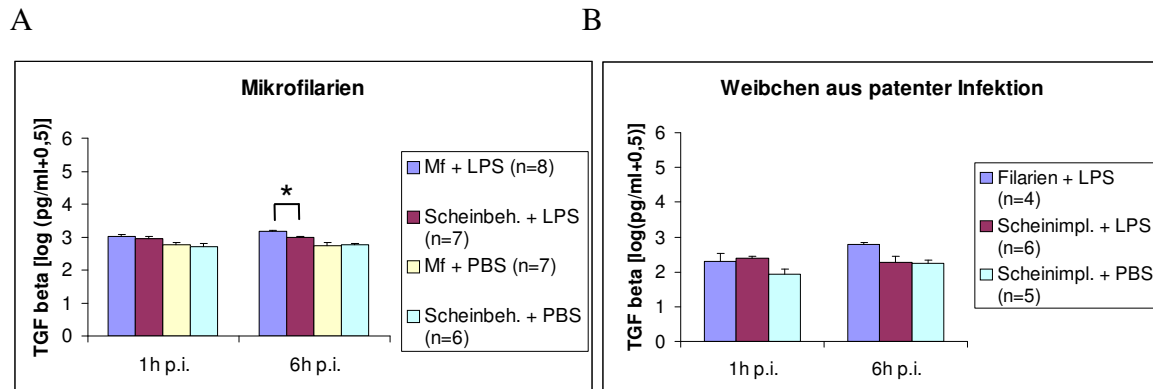 A
B
Mikrofilarien
TGF beta [log (pg/ml+0,5)]
6
5
4
3
2
1
0
*
1h p.i.
6h p.i.
Mf + LPS (n=8)
Scheinbeh. + LPS
(n=7)
Mf + PBS (n=7)
Scheinbeh. + PBS
(n=6)
Weibchen aus patenter Infektion
TGF beta [log(pg/ml+0,5)]
6
5
4
3
2
1
0
1h p.i.
6h p.i.
Filarien + LPS
(n=4)
Scheinimpl. + LPS
(n=6)
Scheinimpl. + PBS
(n=5)